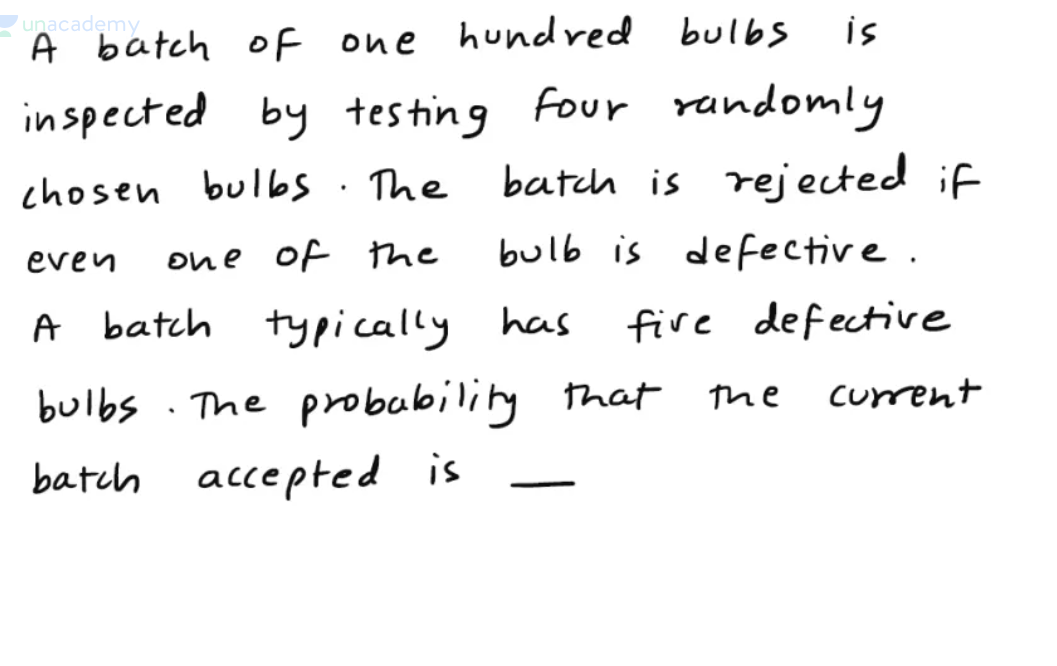 unacademy
A batch of one hundred bulbs is
inspected by testing four randomly
chosen bulbs. The batch is rejected if
even one of the bulb is defective.
A batch typically has five defective
bulbs. The probability that the current
batch accepted is __